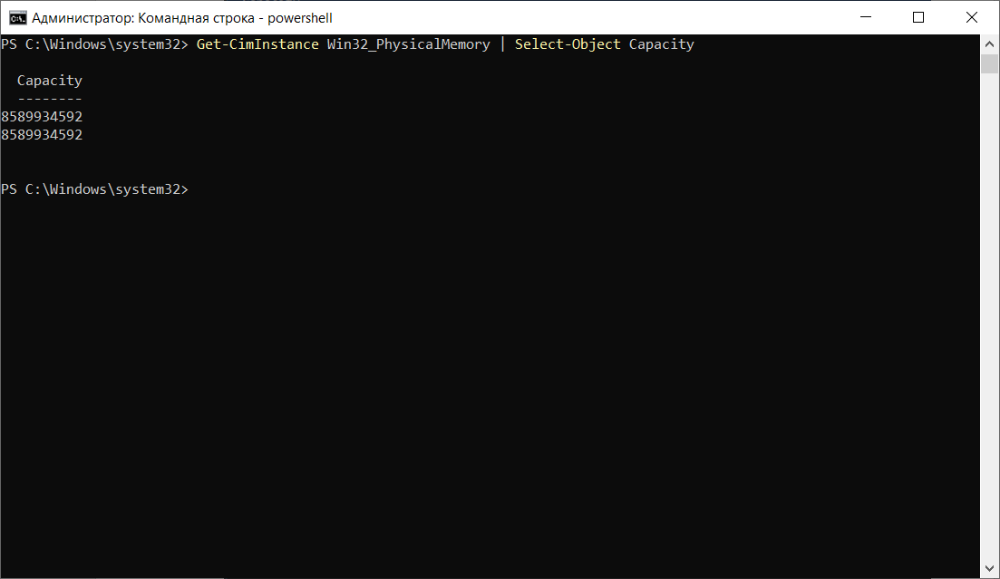 Администратор: Командная строка - powershell
PS C:\Windows\system32> Get-CimInstance Win32_PhysicalMemory | Select-Object Capacity
Capacity
--------
8589934592
8589934592
PS C:\Windows\system32>